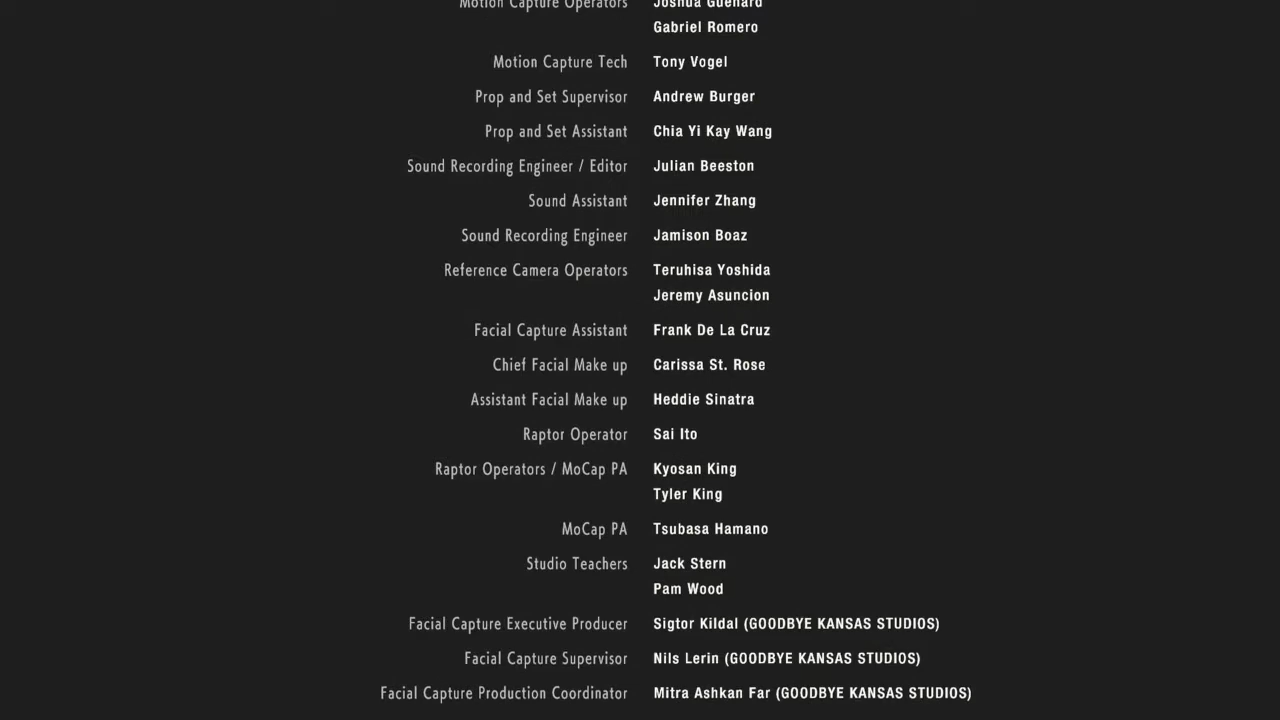 Motion Capture Operators Joshua Guenard
Gabriel Romero
Motion Capture Tech Tony Vogel
Prop and Set Supervisor Andrew Burger
Prop and Set Assistant Chia Yi Kay Wang
Sound Recording Engineer / Editor Julian Beeston
Sound Assistant Jennifer Zhang
Sound Recording Engineer Jamison Boaz
Reference Camera Operators Teruhisa Yoshida
Jeremy Asuncion
Facial Capture Assistant Frank De La Cruz
Chief Facial Make up Carissa St. Rose
Assistant Facial Make up Heddie Sinatra
Raptor Operator Sai Ito
Raptor Operators / MoCap PA Kyosan King
Tyler King
MoCap PA Tsubasa Hamano
Studio Teachers Jack Stern
Pam Wood
Facial Capture Executive Producer Sigtor Kildal (GOODBYE KANSAS STUDIOS)
Facial Capture Supervisor Nils Lerin (GOODBYE KANSAS STUDIOS)
Facial Capture Production Coordinator Mitra Ashkan Far (GOODBYE KANSAS STUDIOS)